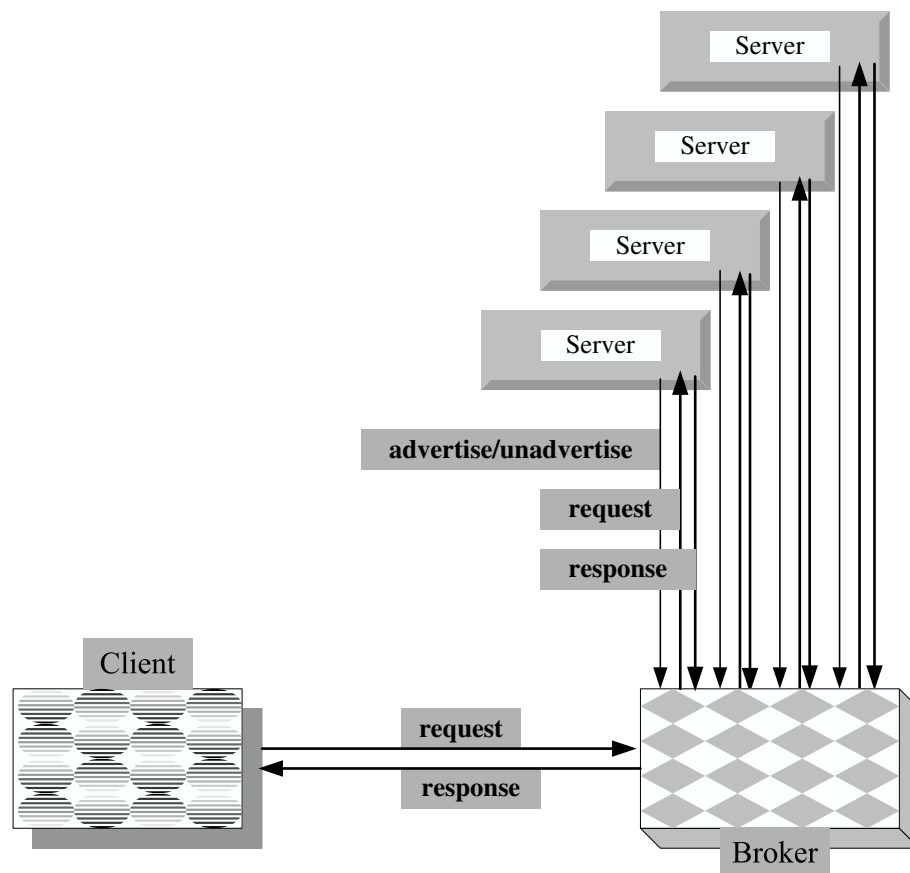 Server
Server
Server
Server
advertise/unadvertise
request
response
Client
request
response
Broker